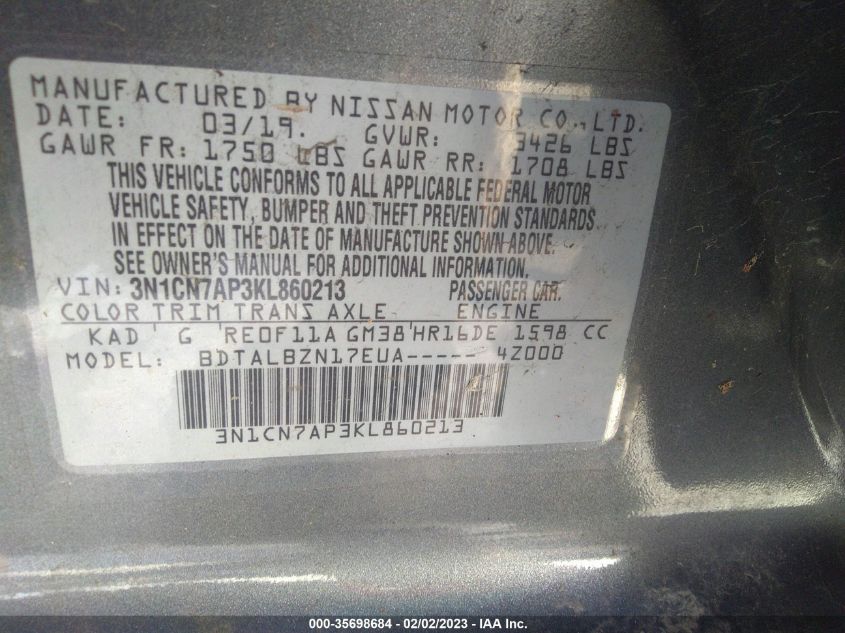 MANUFACTURED BY NISSAN MOTOR CO., LTD.
DATE: 03/19. GVWR: 3426 LBS
GAWR FR: 1750 LBS GAWR RR: 1708 LBS
THIS VEHICLE CONFORMS TO ALL APPLICABLE FEDERAL MOTOR
VEHICLE SAFETY, BUMPER AND THEFT PREVENTION STANDARDS
IN EFFECT ON THE DATE OF MANUFACTURE SHOWN ABOVE.
SEE OWNER'S MANUAL FOR ADDITIONAL INFORMATION.
VIN: 3N1CN7AP3KL860213 PASSENGER CAR.
COLOR TRIM TRANS AXLE ENGINE
KAD G RE0F11A GM38 HR16DE 1598 CC
MODEL: BDTALBZN17EUA----- 4Z000
3N1CN7AP3KL860213
000-35698684 - 02/02/2023 - IAAI.com